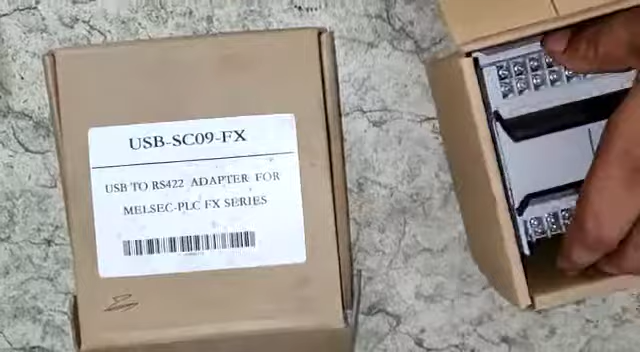 USB-SC09-FX
USB TO RS422 ADAPTER FOR
MELSEC-PLC FX SERIES